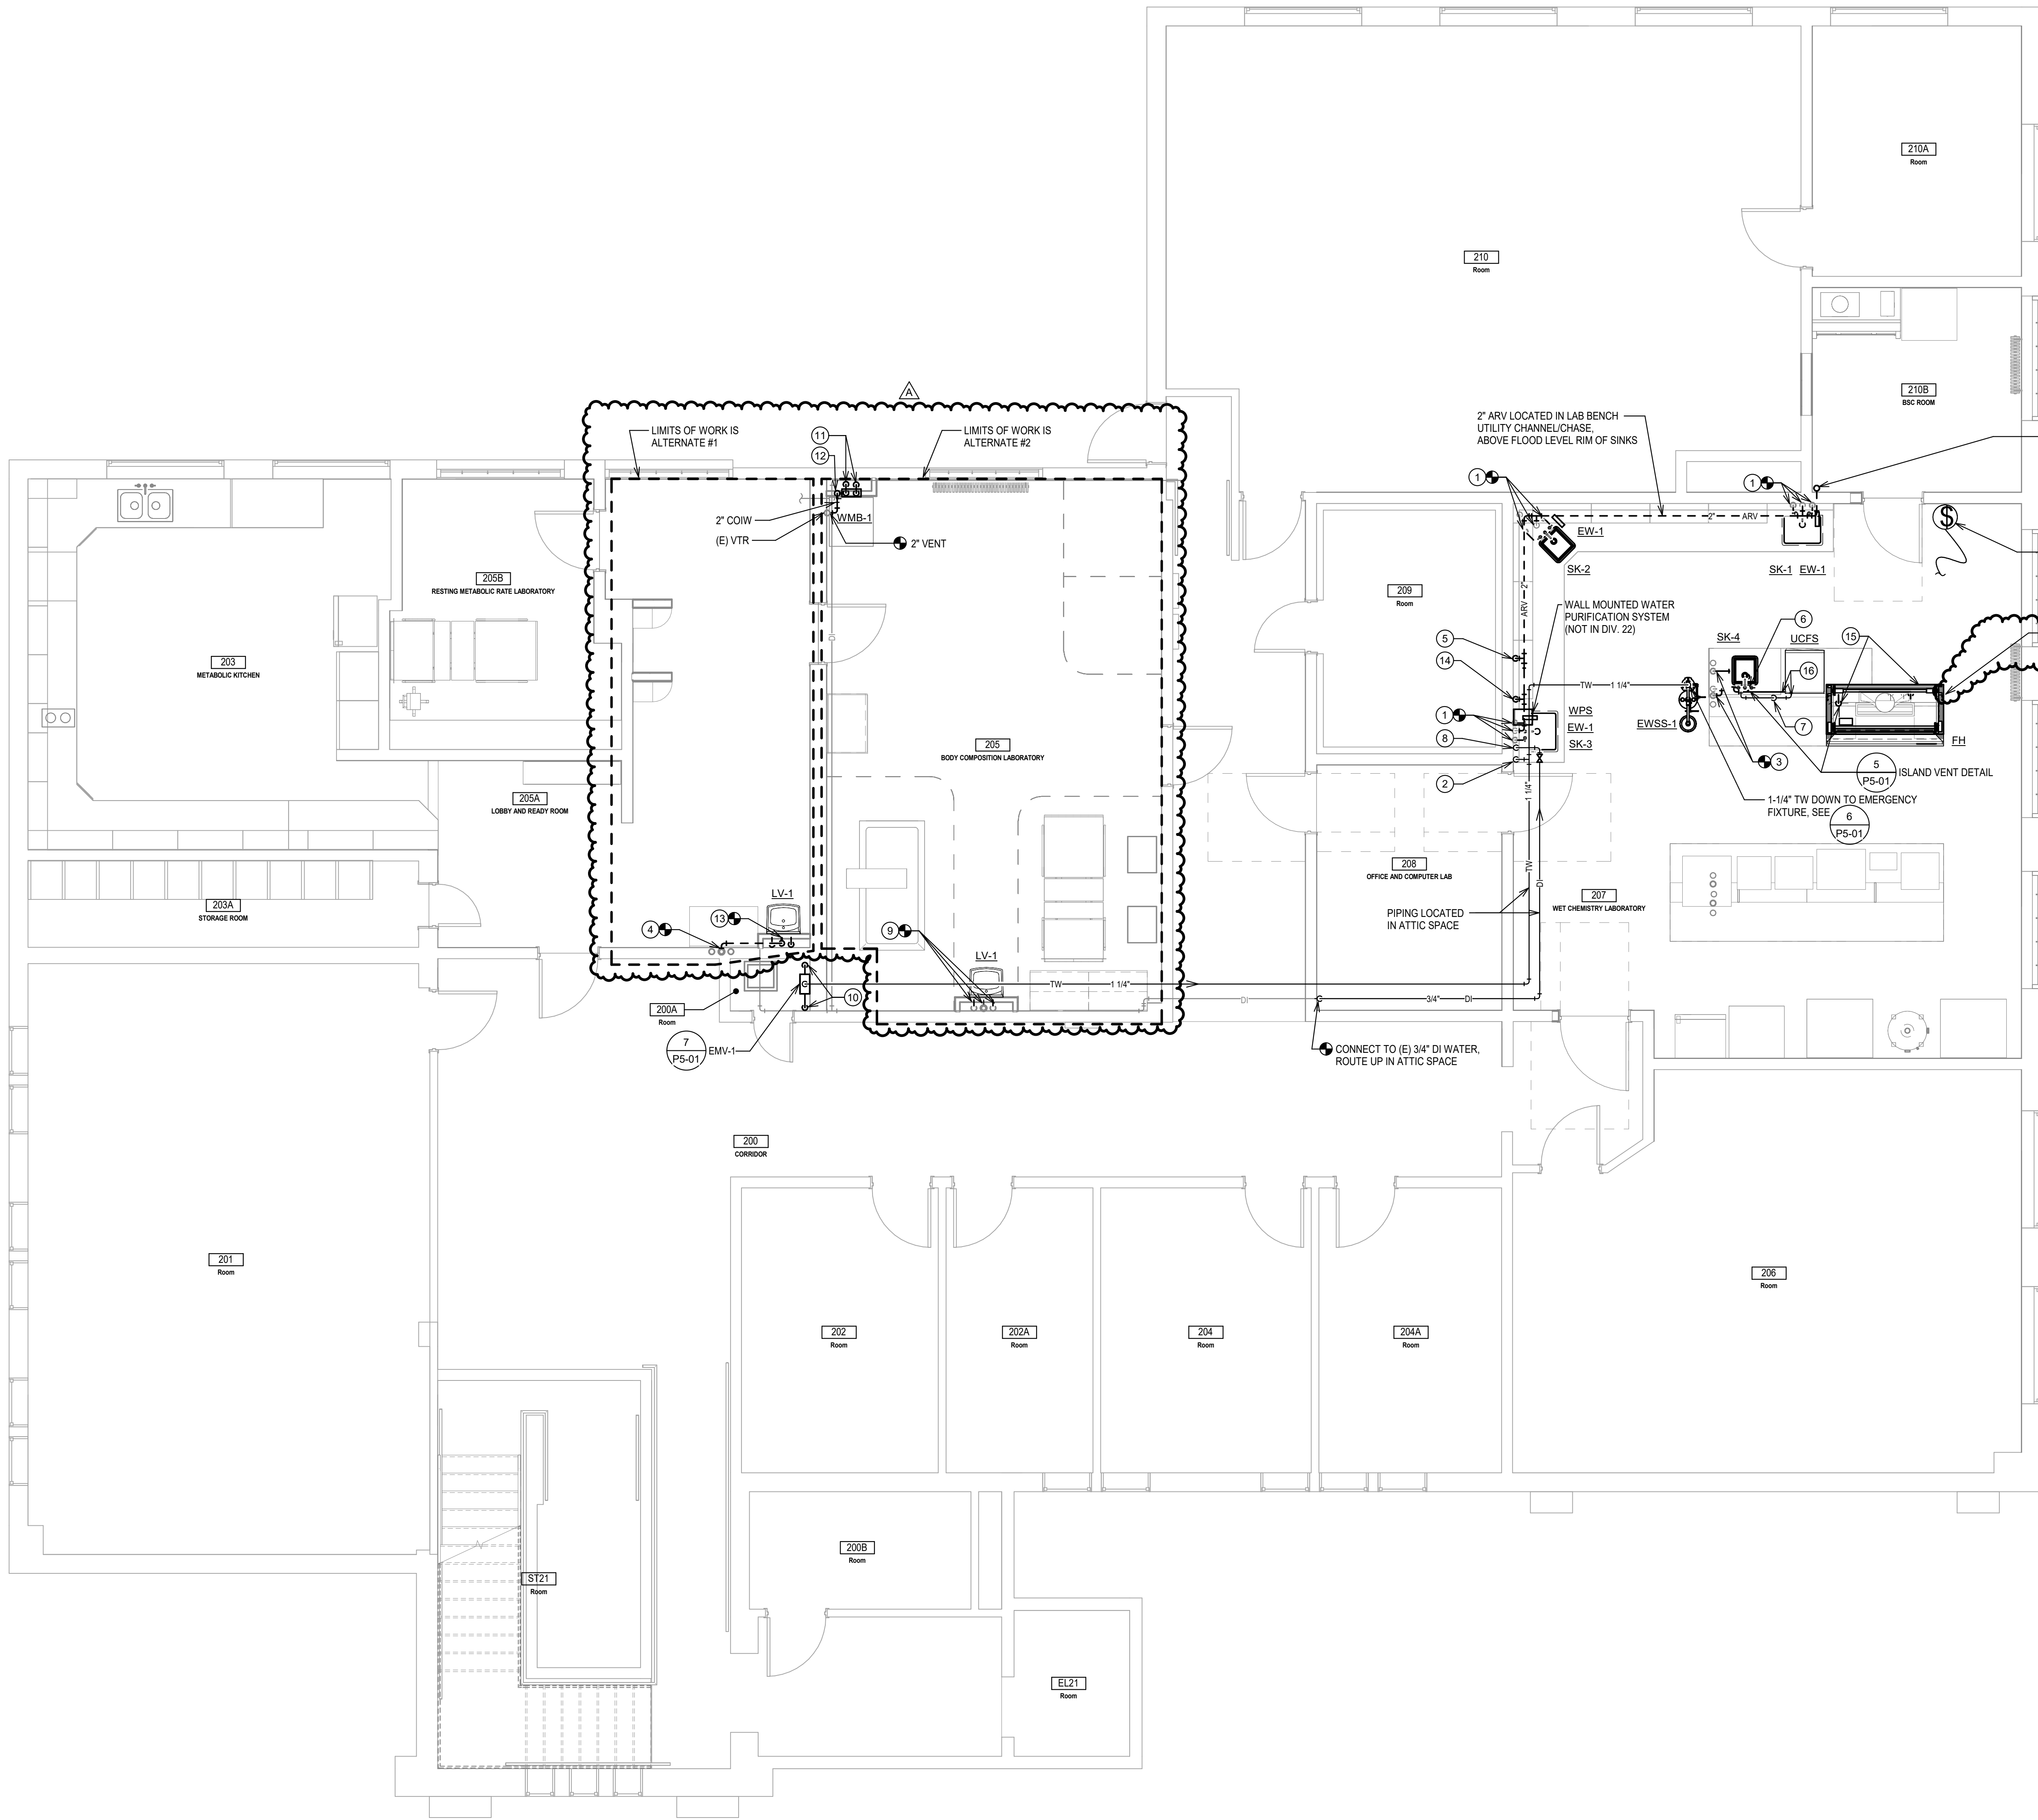 210A
Room
210
Room
210B
BSC ROOM
A
LIMITS OF WORK IS
ALTERNATE #1
11
12
LIMITS OF WORK IS
ALTERNATE #2
2" COIW
(E) VTR
WMB-1
2" VENT
2" ARV LOCATED IN LAB BENCH
UTILITY CHANNEL/CHASE,
ABOVE FLOOD LEVEL RIM OF SINKS
1
1
2"
ARV
EW-1
SK-2
SK-1
EW-1
S
ARV
2"
205B
RESTING METABOLIC RATE LABORATORY
DI
209
Room
WALL MOUNTED WATER
PURIFICATION SYSTEM
(NOT IN DIV. 22)
203
METABOLIC KITCHEN
5
14
1
8
2
TW
1 1/4"
WPS
EW-1
SK-3
SK-4
6
UCFS
15
16
7
EWSS-1
3
FH
5
P5-01
ISLAND VENT DETAIL
1-1/4" TW DOWN TO EMERGENCY
FIXTURE, SEE
6
P5-01
205
BODY COMPOSITION LABORATORY
205A
LOBBY AND READY ROOM
1 1/4"
TW
DI
208
OFFICE AND COMPUTER LAB
207
WET CHEMISTRY LABORATORY
PIPING LOCATED
IN ATTIC SPACE
203A
STORAGE ROOM
LV-1
4
13
9
LV-1
TW
1 1/4"
DI
3/4"
DI
10
200A
Room
7
P5-01
EMV-1
CONNECT TO (E) 3/4" DI WATER,
ROUTE UP IN ATTIC SPACE
200
CORRIDOR
201
Room
206
Room
202
Room
202A
Room
204
Room
204A
Room
200B
Room
ST21
Room
EL21
Room